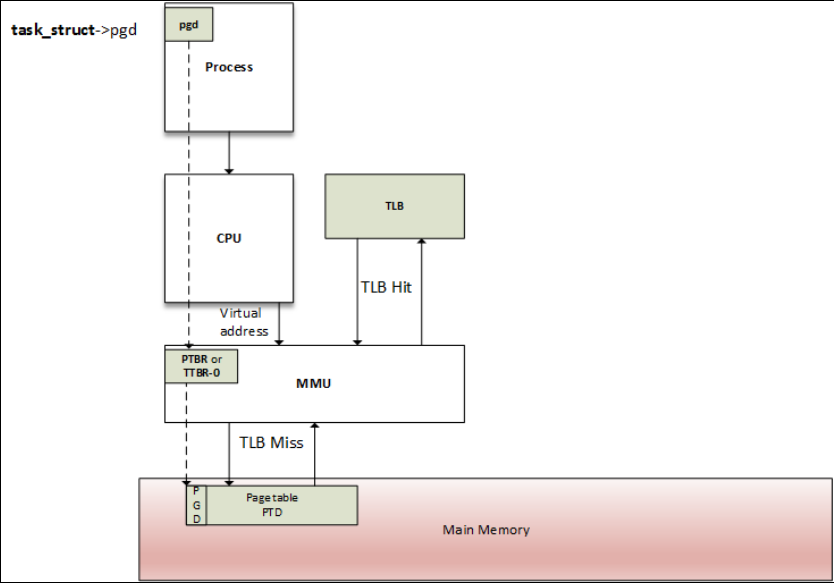 task_struct->pgd
pgd
Process
CPU
TLB
TLB Hit
Virtual
address
PTBR or
TTBR-0
MMU
TLB Miss
P
G
D
Page table
PTD
Main Memory